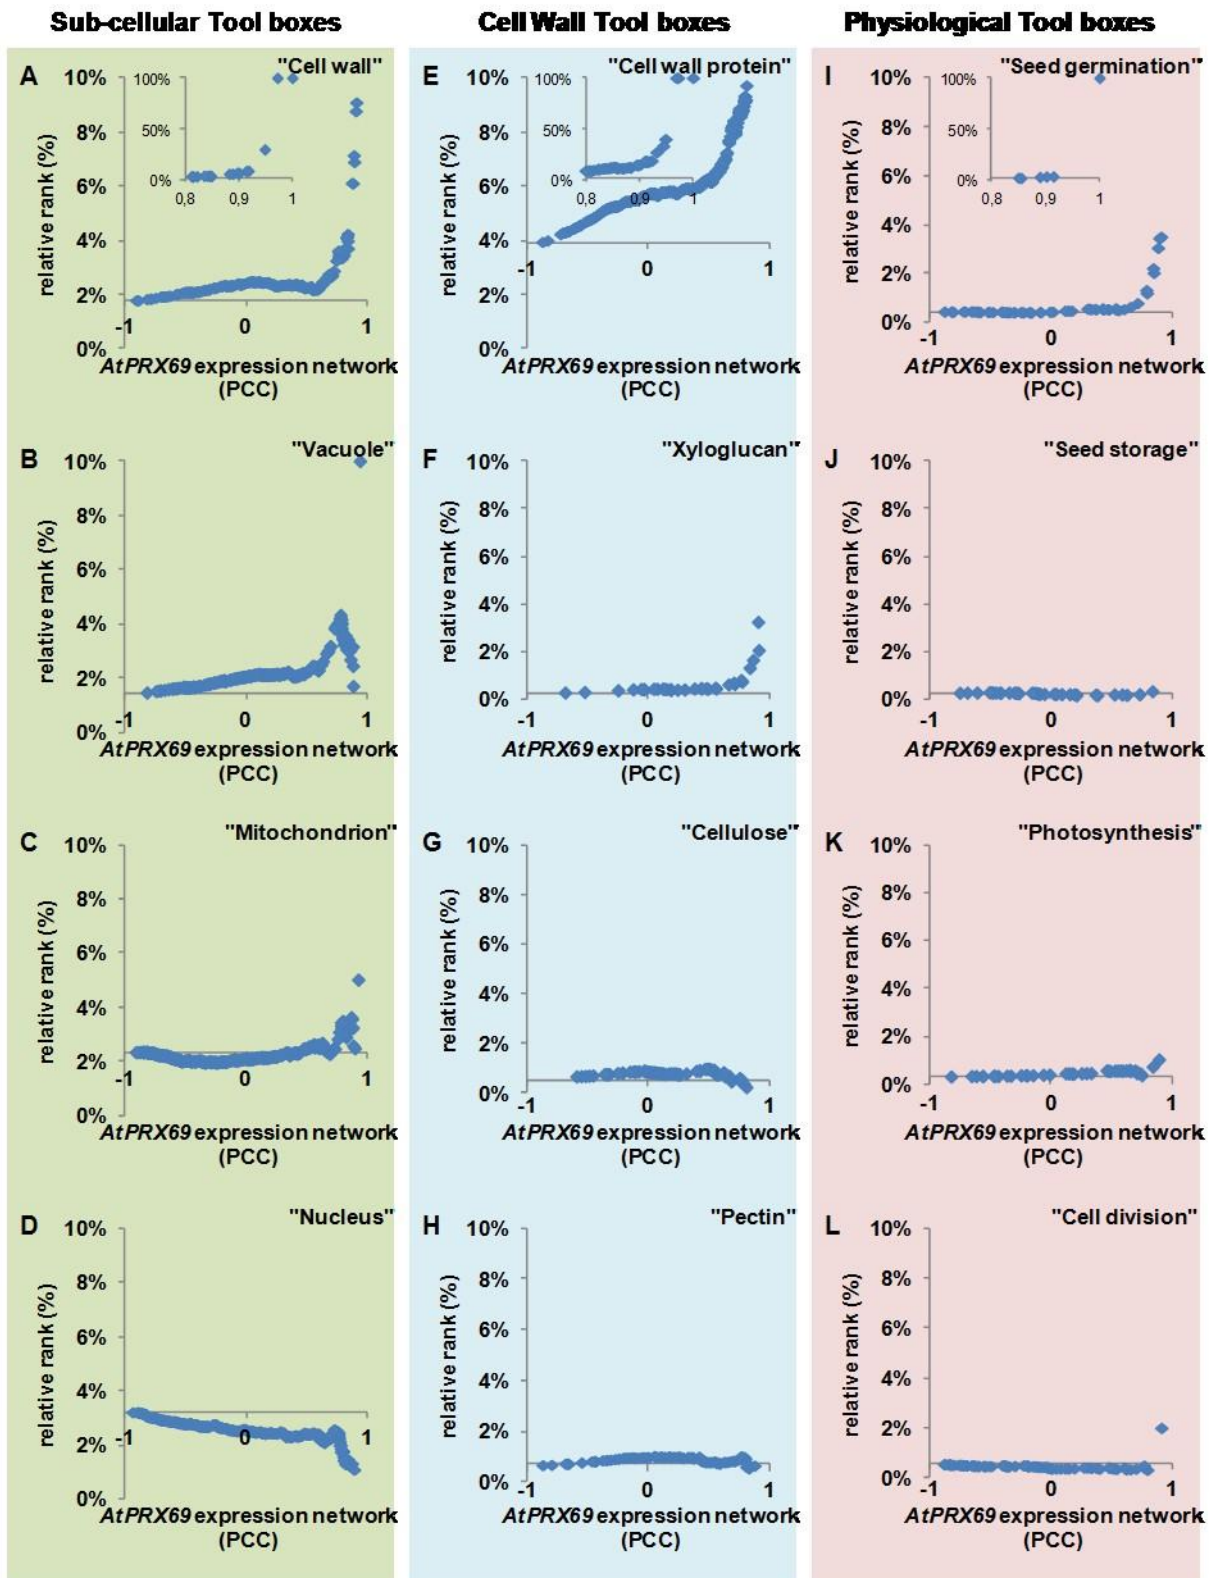 Sub-cellular Tool boxes
Cell Wall Tool boxes
Physiological Tool boxes
A
"Cell wall"
relative rank (%)
10%
8%
6%
4%
2%
0%
100%
50%
0%
0,8
0,9
1
-1
0
1
AtPRX69 expression network
(PCC)
E
"Cell wall protein"
relative rank (%)
10%
8%
6%
4%
2%
0%
100%
50%
0%
0,8
0,9
1
-1
0
1
AtPRX69 expression network
(PCC)
I
"Seed germination"
relative rank (%)
10%
8%
6%
4%
2%
0%
100%
50%
0%
0,8
0,9
1
-1
0
1
AtPRX69 expression network
(PCC)
B
"Vacuole"
relative rank (%)
10%
8%
6%
4%
2%
0%
-1
0
1
AtPRX69 expression network
(PCC)
F
"Xyloglucan"
relative rank (%)
10%
8%
6%
4%
2%
0%
-1
0
1
AtPRX69 expression network
(PCC)
J
"Seed storage"
relative rank (%)
10%
8%
6%
4%
2%
0%
-1
0
1
AtPRX69 expression network
(PCC)
C
"Mitochondrion"
relative rank (%)
10%
8%
6%
4%
2%
0%
-1
0
1
AtPRX69 expression network
(PCC)
G
"Cellulose"
relative rank (%)
10%
8%
6%
4%
2%
0%
-1
0
1
AtPRX69 expression network
(PCC)
K
"Photosynthesis"
relative rank (%)
10%
8%
6%
4%
2%
0%
-1
0
1
AtPRX69 expression network
(PCC)
D
"Nucleus"
relative rank (%)
10%
8%
6%
4%
2%
0%
-1
0
1
AtPRX69 expression network
(PCC)
H
"Pectin"
relative rank (%)
10%
8%
6%
4%
2%
0%
-1
0
1
AtPRX69 expression network
(PCC)
L
"Cell division"
relative rank (%)
10%
8%
6%
4%
2%
0%
-1
0
1
AtPRX69 expression network
(PCC)